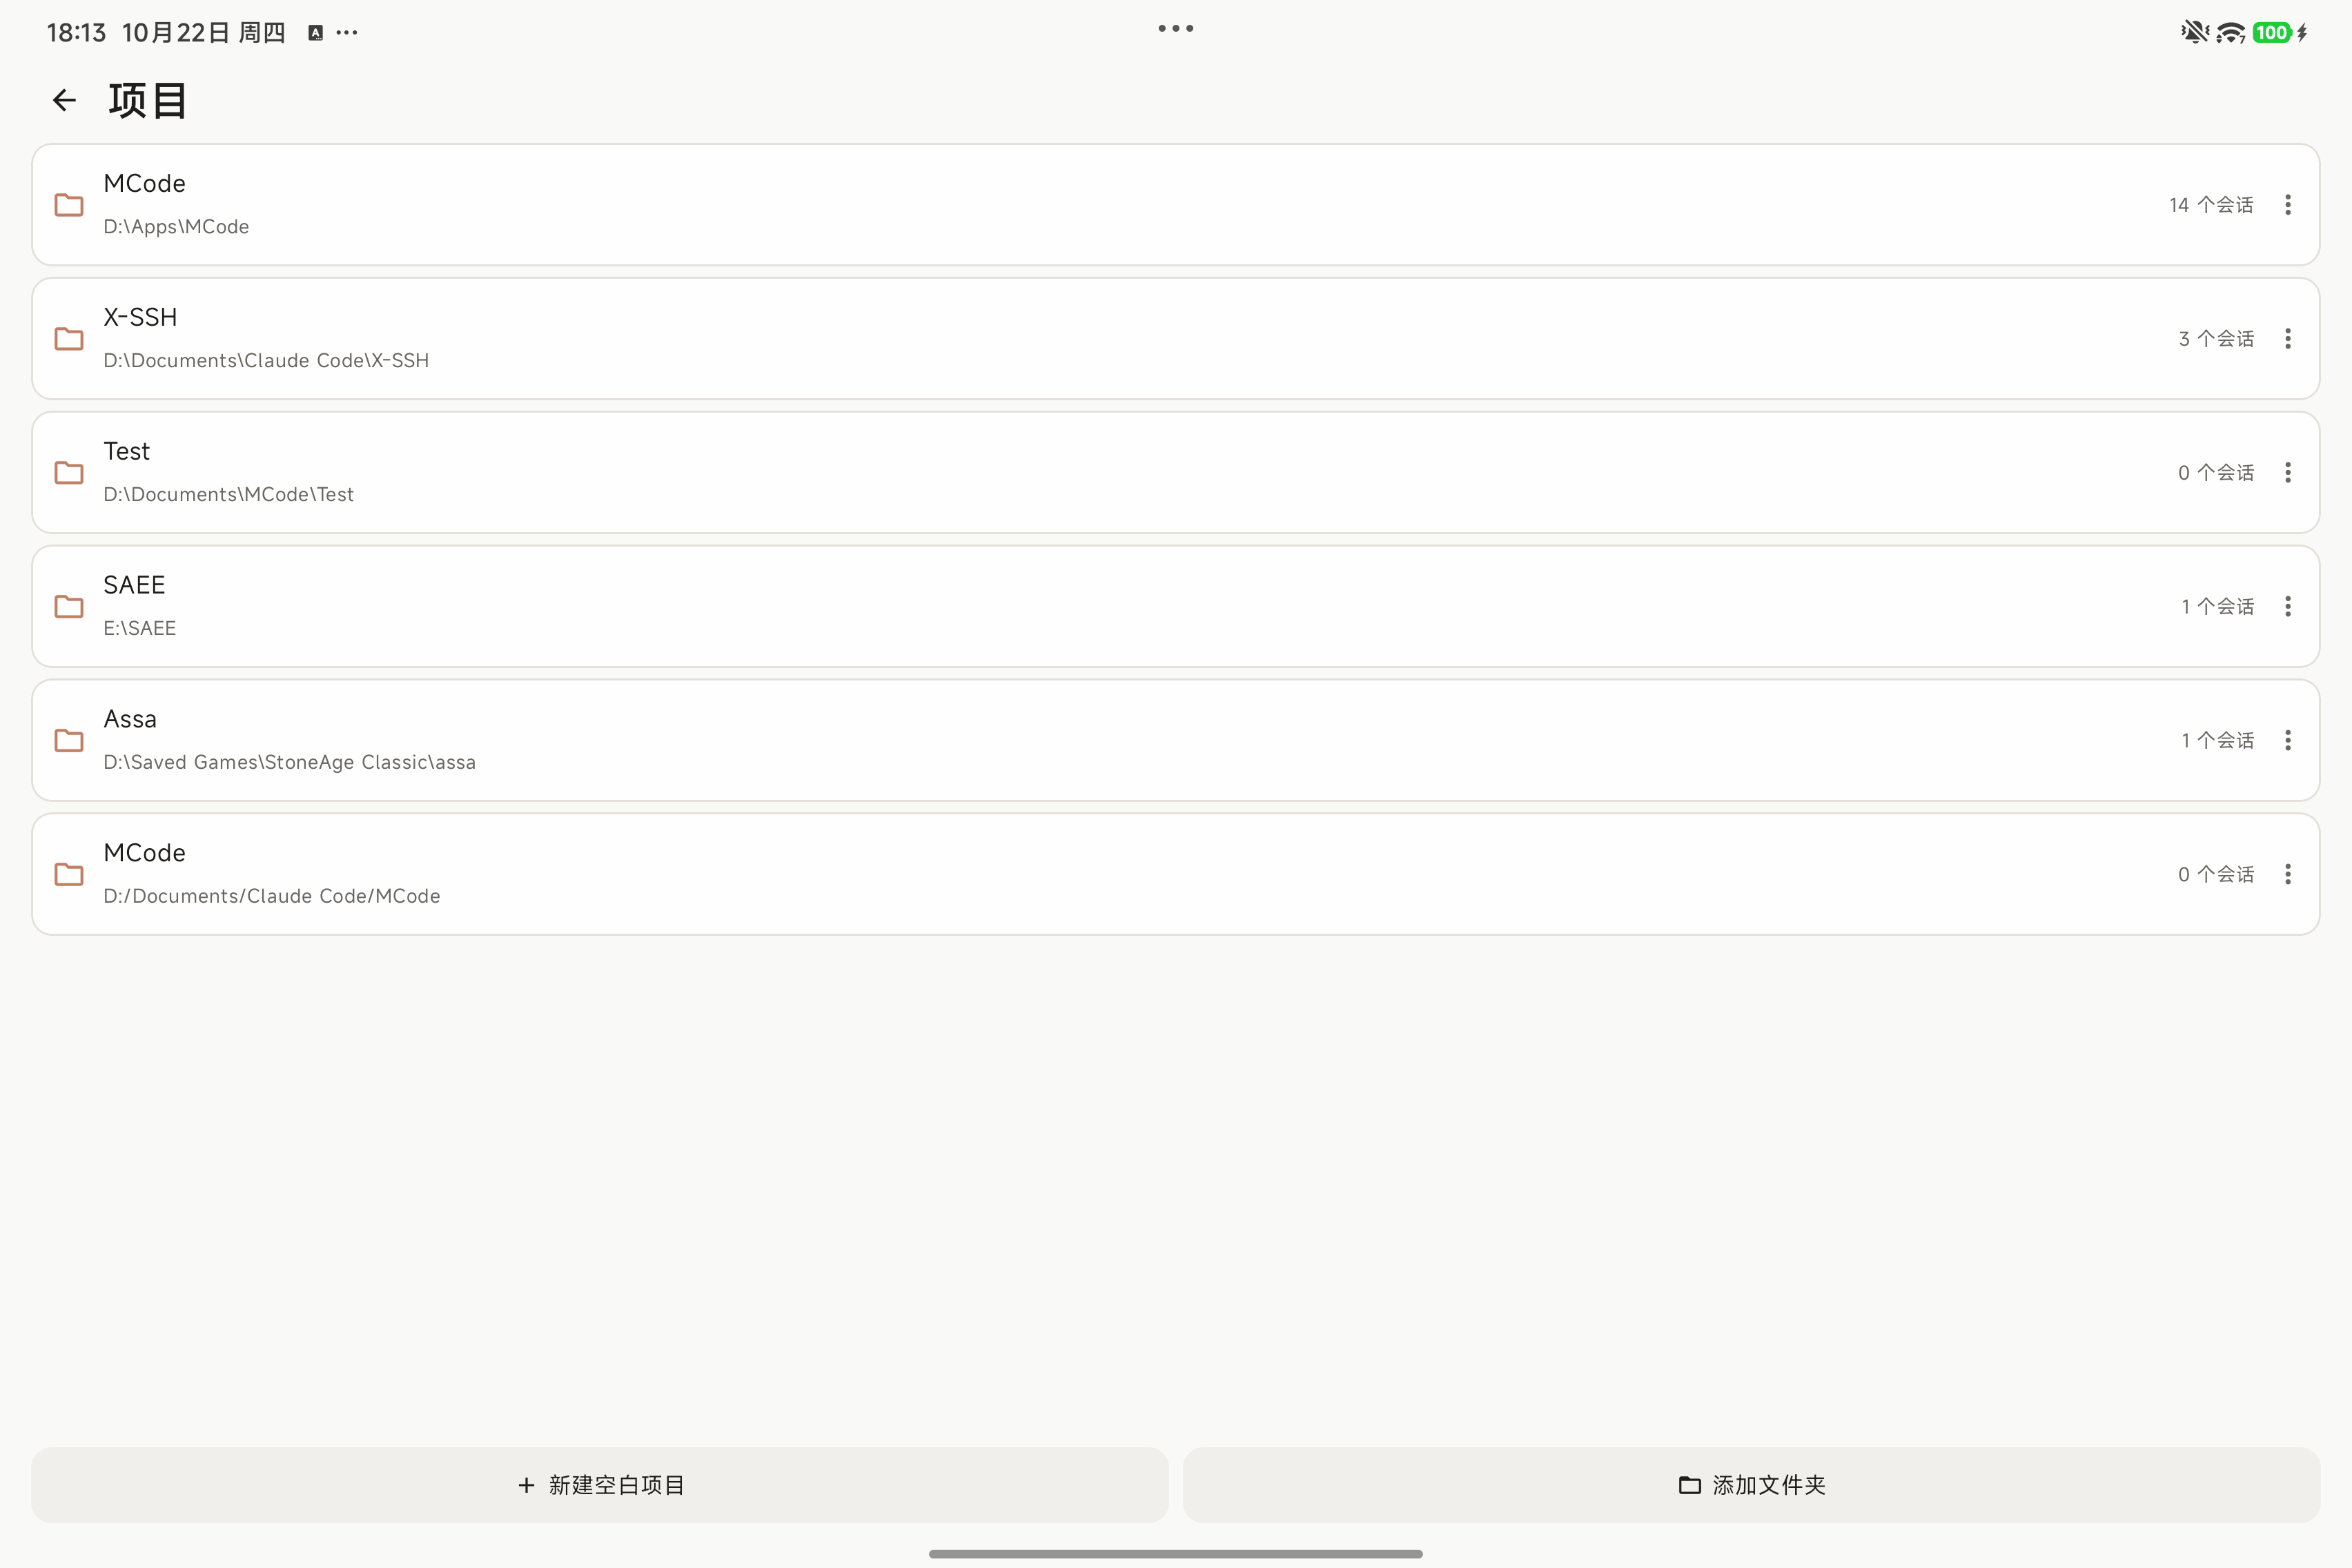 18:13 10月22日 周四
100
项目
MCode
D:\Apps\MCode
14 个会话
X-SSH
D:\Documents\Claude Code\X-SSH
3 个会话
Test
D:\Documents\MCode\Test
0 个会话
SAEE
E:\SAEE
1 个会话
Assa
D:\Saved Games\StoneAge Classic\assa
1 个会话
MCode
D:/Documents/Claude Code/MCode
0 个会话
+ 新建空白项目
添加文件夹